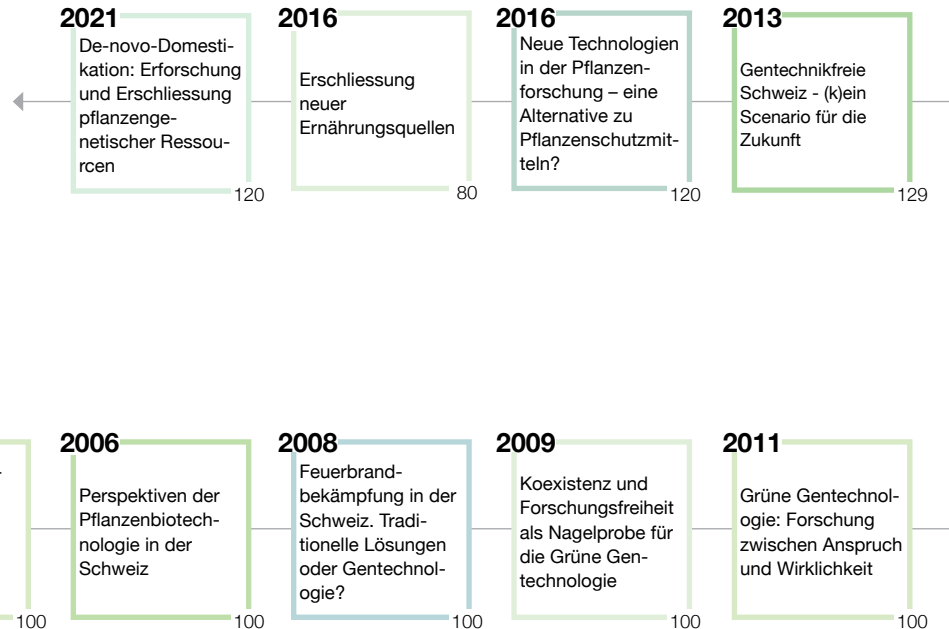 2021
De-novo-Domesti-
kation: Erforschung
und Erschliessung
pflanzenge-
netischer Ressou-
rcen
120
2016
Erschliessung
neuer
Ernährungsquellen
80
2016
Neue Technologien
in der Pflanzen-
forschung – eine
Alternative zu
Pflanzenschutzmit-
teln?
120
2013
Gentechnikfreie
Schweiz - (k)ein
Scenario für die
Zukunft
129
100
2006
Perspektiven der
Pflanzenbiotech-
nologie in der
Schweiz
100
2008
Feuerbrand-
bekämpfung in der
Schweiz. Tradi-
tionelle Lösungen
oder Gentechnol-
ogie?
100
2009
Koexistenz und
Forschungsfreiheit
als Nagelprobe für
die Grüne Gen-
technologie
100
2011
Grüne Gentechnol-
ogie: Forschung
zwischen Anspruch
und Wirklichkeit
100